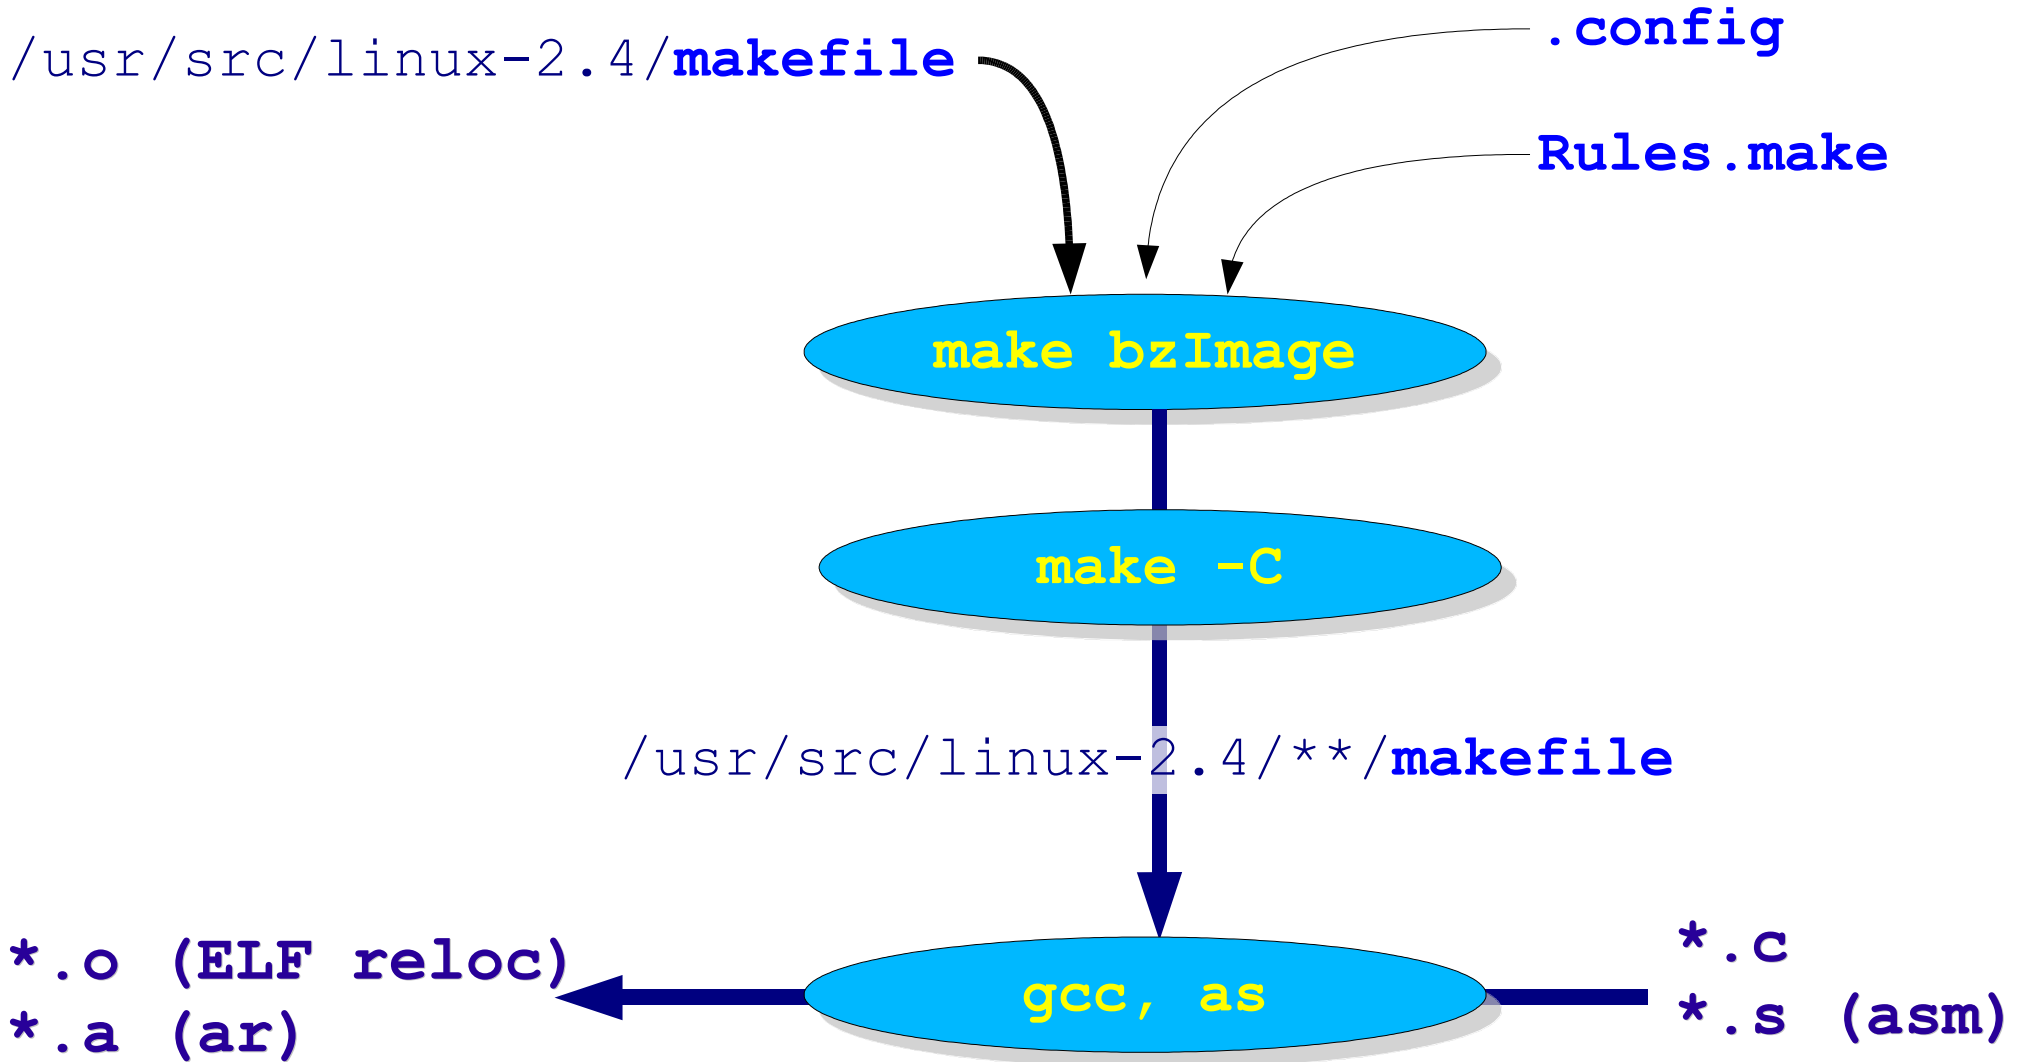 /usr/src/linux-2.4/makefile
.config
Rules.make
make bzImage
make -C
/usr/src/linux-2.4/**/makefile
*.o (ELF reloc)
*.a (ar)
gcc, as
*.c
*.s (asm)